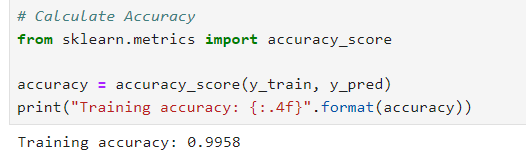 # Calculate Accuracy
from sklearn.metrics import accuracy_score
accuracy = accuracy_score(y_train, y_pred)
print("Training accuracy: {:.4f}".format(accuracy))
Training accuracy: 0.9958